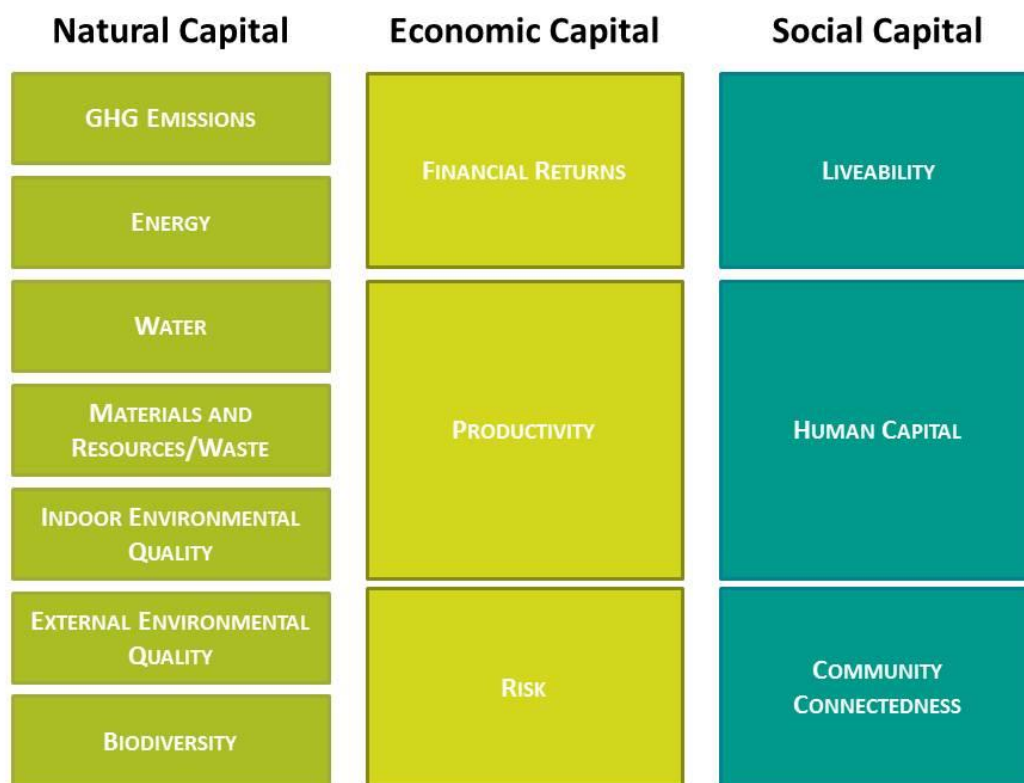 Natural Capital
Economic Capital
Social Capital
GHG EMISSIONS
ENERGY
WATER
MATERIALS AND
RESOURCES/WASTE
INDOOR ENVIRONMENTAL
QUALITY
EXTERNAL ENVIRONMENTAL
QUALITY
BIODIVERSITY
FINANCIAL RETURNS
PRODUCTIVITY
RISK
LIVEABILITY
HUMAN CAPITAL
COMMUNITY
CONNECTEDNESS